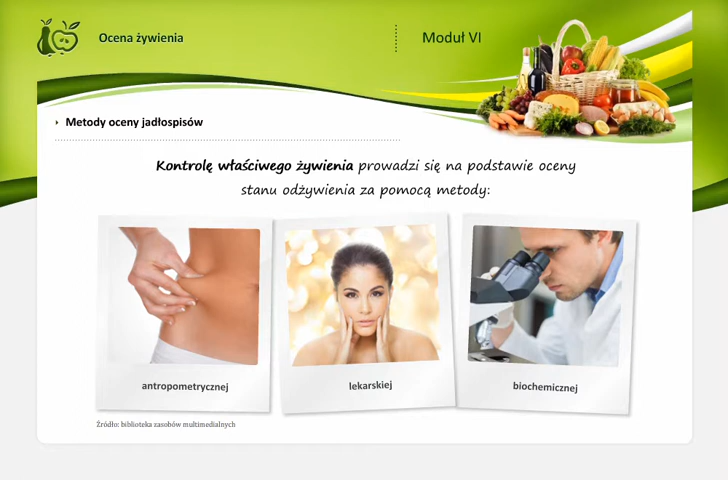 Ocena żywienia
Moduł VI
Metody oceny jadłospisów
Kontrolę właściwego żywienia prowadzi się na podstawie oceny
stanu odżywienia za pomocą metody:
antropometrycznej
lekarskiej
biochemicznej
Źródło: biblioteka zasobów multimedialnych